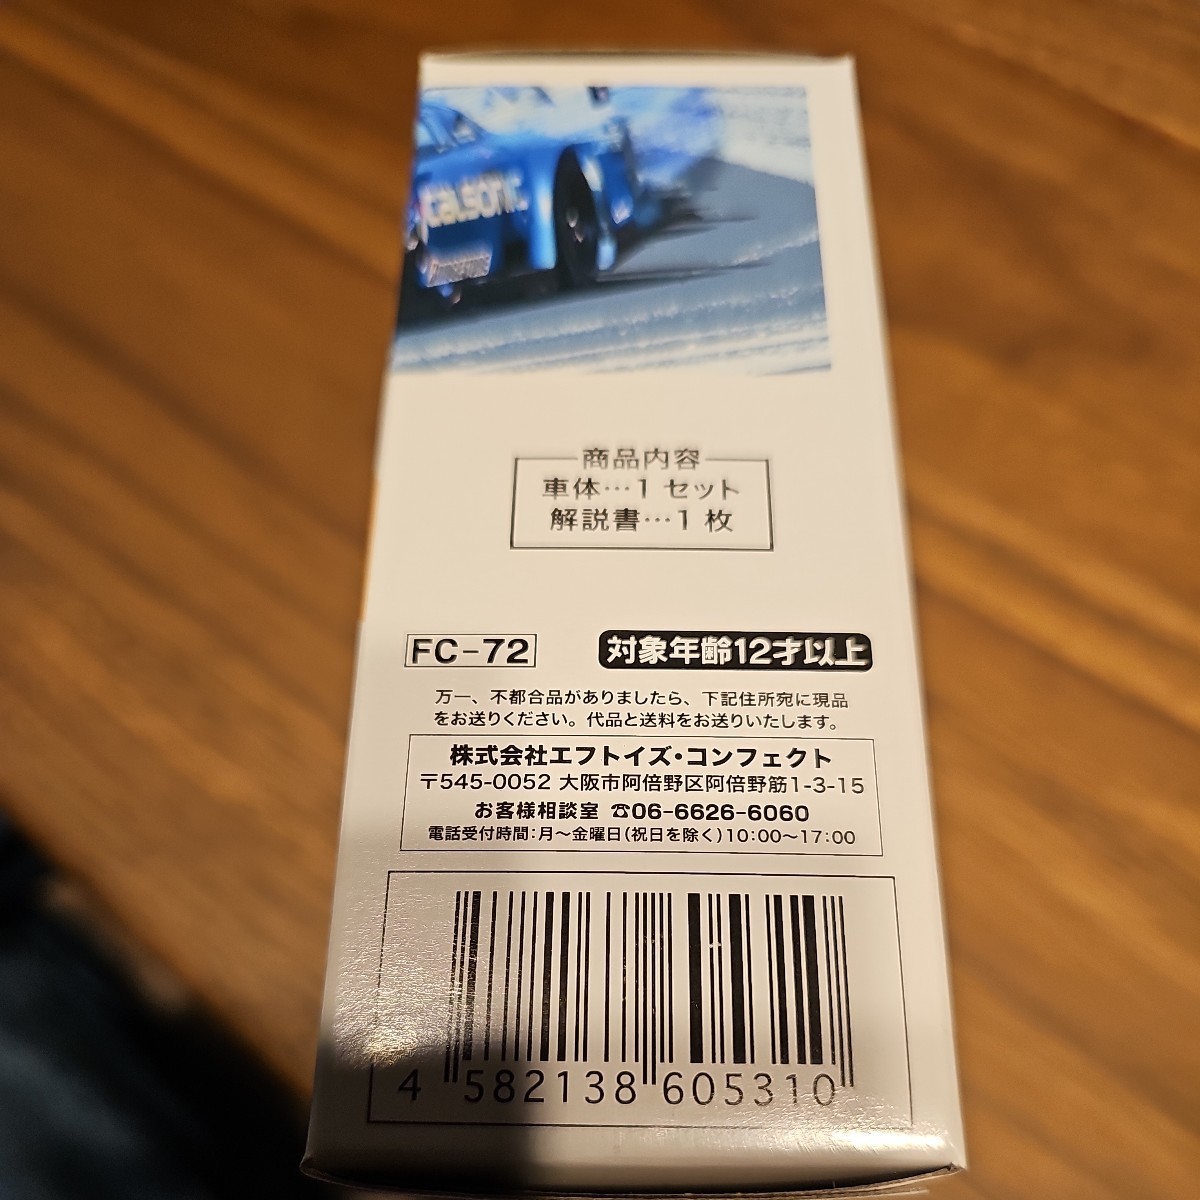 calsonic
商品内容
車体…1 セット
解説書…1 枚
FC-72
対象年齢12才以上
万一、不都合品がありましたら、下記住所宛に現品
をお送りください。代品と送料をお送りいたします。
株式会社エフトイズ・コンフェクト
〒545-0052 大阪市阿倍野区阿倍野筋1-3-15
お客様相談室 ☎06-6626-6060
電話受付時間:月〜金曜日(祝日を除く)10:00〜17:00
4 582138 605310